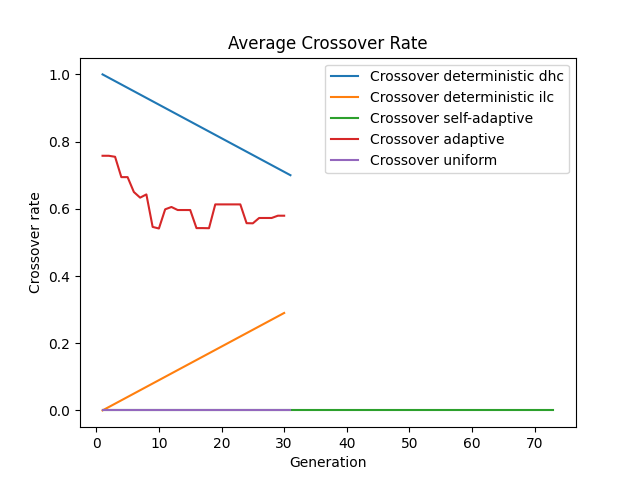 Average Crossover Rate
Crossover deterministic dhc
Crossover deterministic ilc
Crossover self-adaptive
Crossover adaptive
Crossover uniform
Crossover rate
1.0
0.8
0.6
0.4
0.2
0.0
0 10 20 30 40 50 60 70
Generation